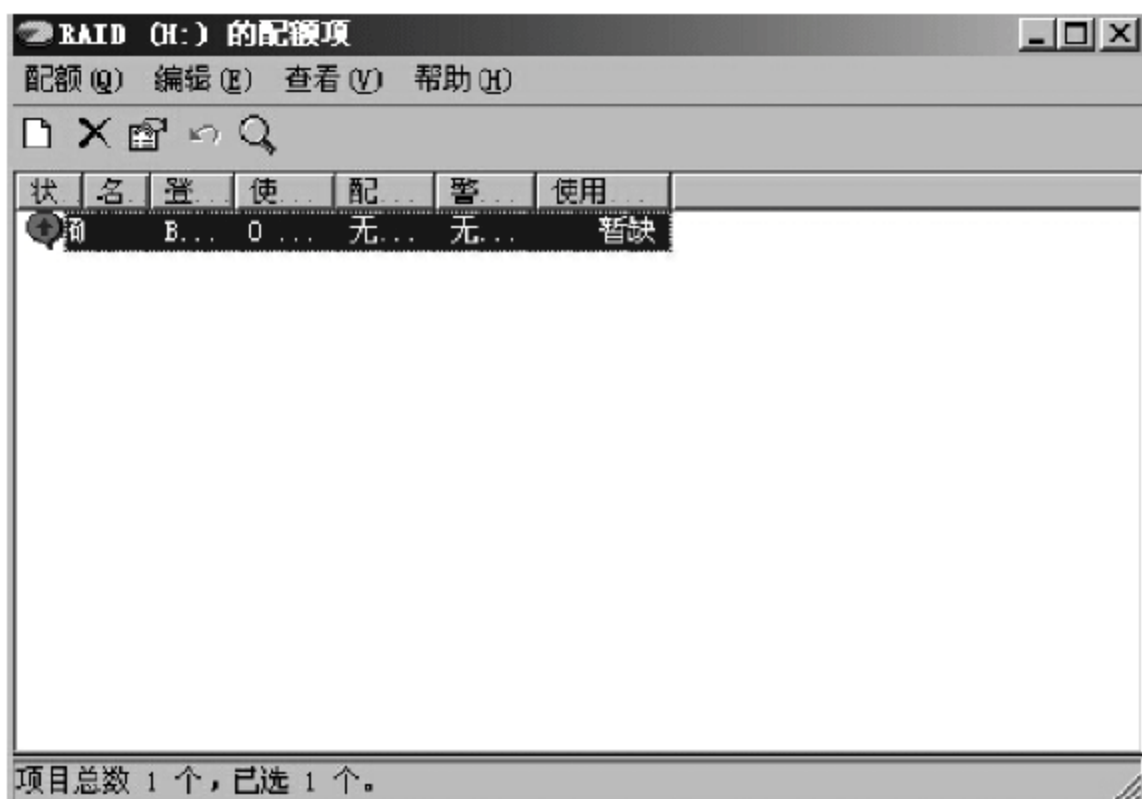 RAID (H:) 的配额项
配额(Q) 编辑(E) 查看(V) 帮助(H)
状... 名... 登... 使... 配... 警... 使用...
B... 0 ... 无... 无... 暂缺
项目总数 1 个，已选 1 个。